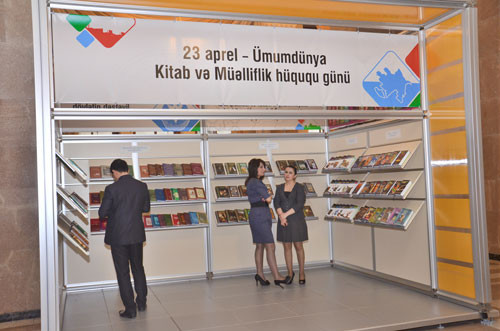 23 aprel – Ümumdünya
Kitab və Müəlliflik hüququ günü